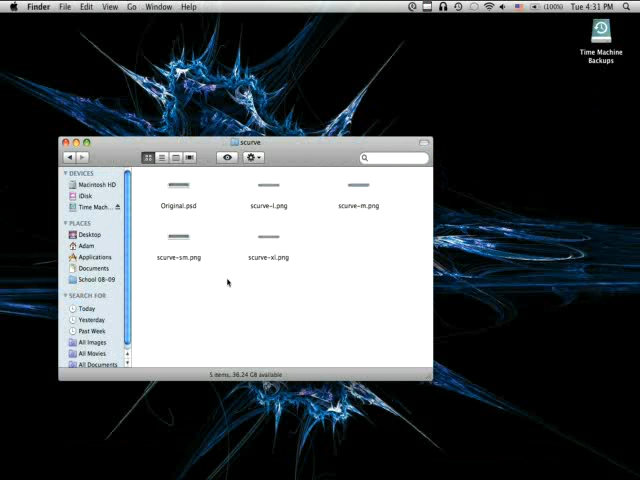 Finder File Edit View Go Window Help (100%) Tue 4:31 PM
Time Machine
Backups
scurve
DEVICES
Macintosh HD
iDisk
Time Mach...
PLACES
Desktop
Adam
Applications
Documents
School 08-09
SEARCH FOR
Today
Yesterday
Past Week
All Images
All Movies
All Documents
Original.psd scurve-l.png scurve-m.png
scurve-sm.png scurve-xl.png
5 items, 36.24 GB available